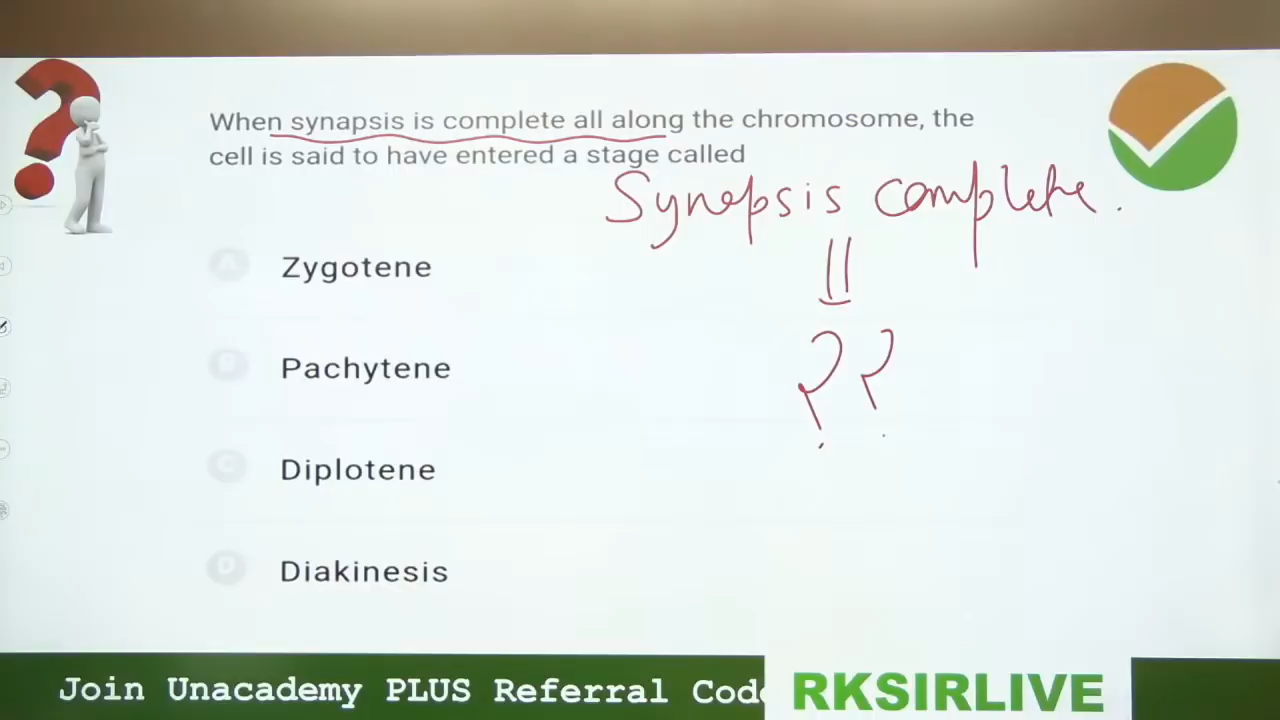 When synapsis is complete all along the chromosome, the
cell is said to have entered a stage called
Synapsis complete.
A Zygotene
??
B Pachytene
C Diplotene
D Diakinesis
Join Unacademy PLUS Referral Code
RKSIRLIVE